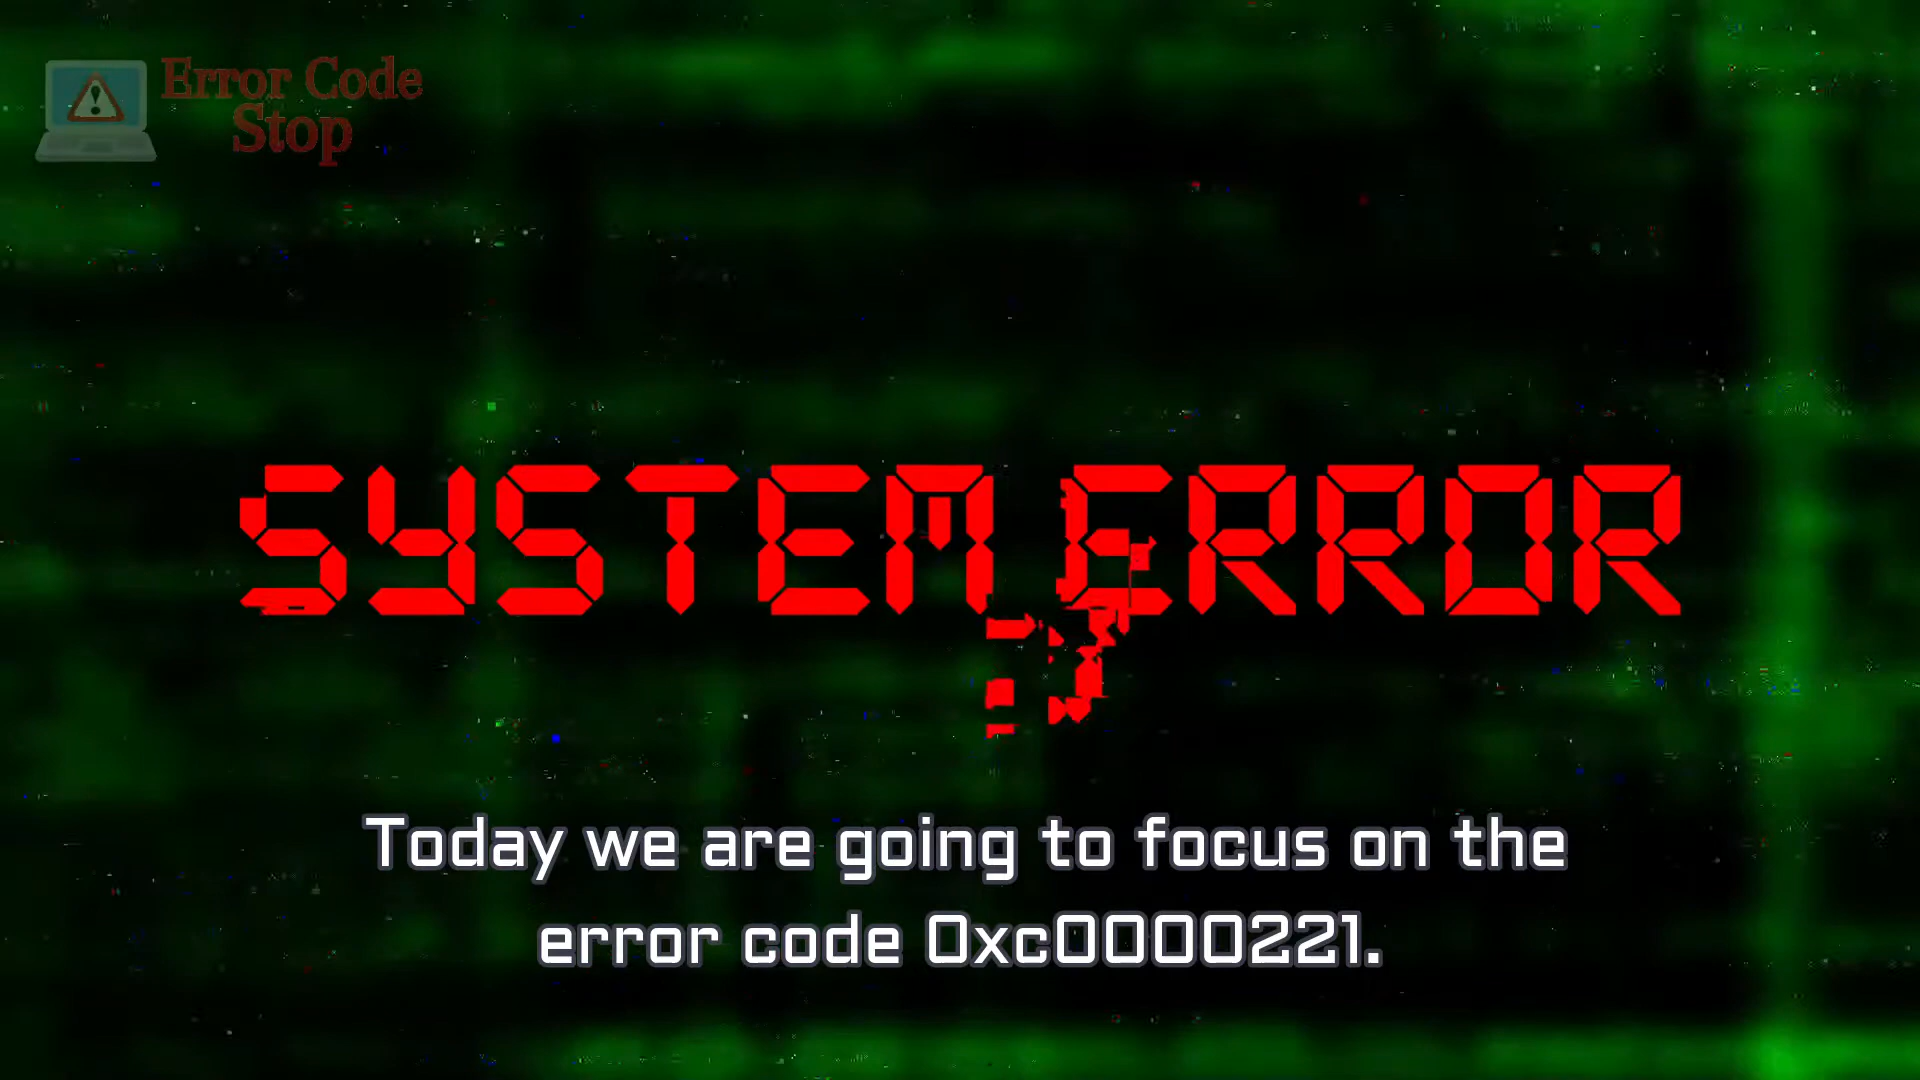 Error Code
Stop
SYSTEM ERROR
Today we are going to focus on the
error code 0xc0000221.